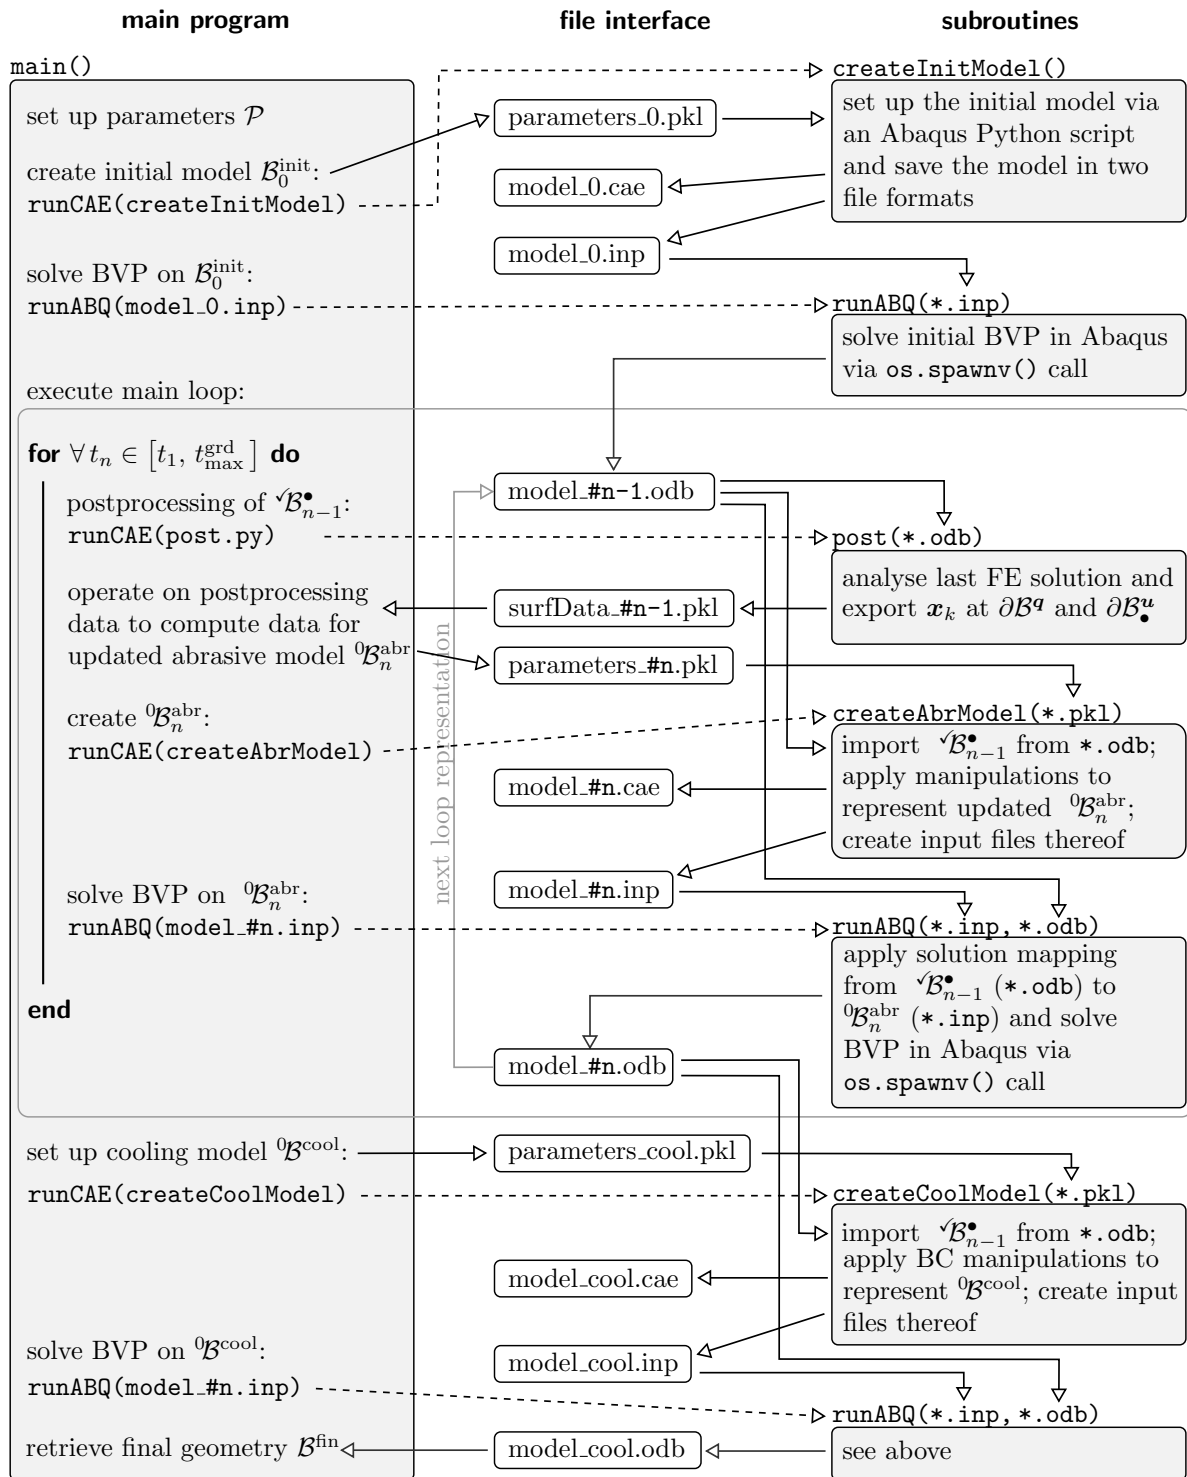 main program
file interface
subroutines
main()
set up parameters 𝒫
create initial model ℬ₀^init:
runCAE(createInitModel)
parameters_0.pkl
model_0.cae
model_0.inp
createInitModel()
set up the initial model via
an Abaqus Python script
and save the model in two
file formats
solve BVP on ℬ₀^init:
runABQ(model_0.inp)
runABQ(*.inp)
solve initial BVP in Abaqus
via os.spawnv() call
execute main loop:
for ∀ tₙ ∈ [t₁, t_max^grd] do
postprocessing of ✓ℬ•ₙ₋₁:
runCAE(post.py)
model_#n-1.odb
post(*.odb)
analyse last FE solution and
export 𝒙ₖ at ∂ℬ^𝒒 and ∂ℬ•^𝒖
operate on postprocessing
data to compute data for
updated abrasive model ⁰ℬₙ^abr
surfData_#n-1.pkl
parameters_#n.pkl
next loop representation
create ⁰ℬₙ^abr:
runCAE(createAbrModel)
createAbrModel(*.pkl)
import ✓ℬ•ₙ₋₁ from *.odb;
apply manipulations to
represent updated ⁰ℬₙ^abr;
create input files thereof
model_#n.cae
model_#n.inp
solve BVP on ⁰ℬₙ^abr:
runABQ(model_#n.inp)
runABQ(*.inp,*.odb)
apply solution mapping
from ✓ℬ•ₙ₋₁ (*.odb) to
⁰ℬₙ^abr (*.inp) and solve
BVP in Abaqus via
os.spawnv() call
end
model_#n.odb
set up cooling model ⁰ℬ^cool:
runCAE(createCoolModel)
parameters_cool.pkl
createCoolModel(*.pkl)
import ✓ℬ•ₙ₋₁ from *.odb;
apply BC manipulations to
represent ⁰ℬ^cool; create input
files thereof
model_cool.cae
model_cool.inp
solve BVP on ⁰ℬ^cool:
runABQ(model_#n.inp)
runABQ(*.inp,*.odb)
see above
model_cool.odb
retrieve final geometry ℬ^fin